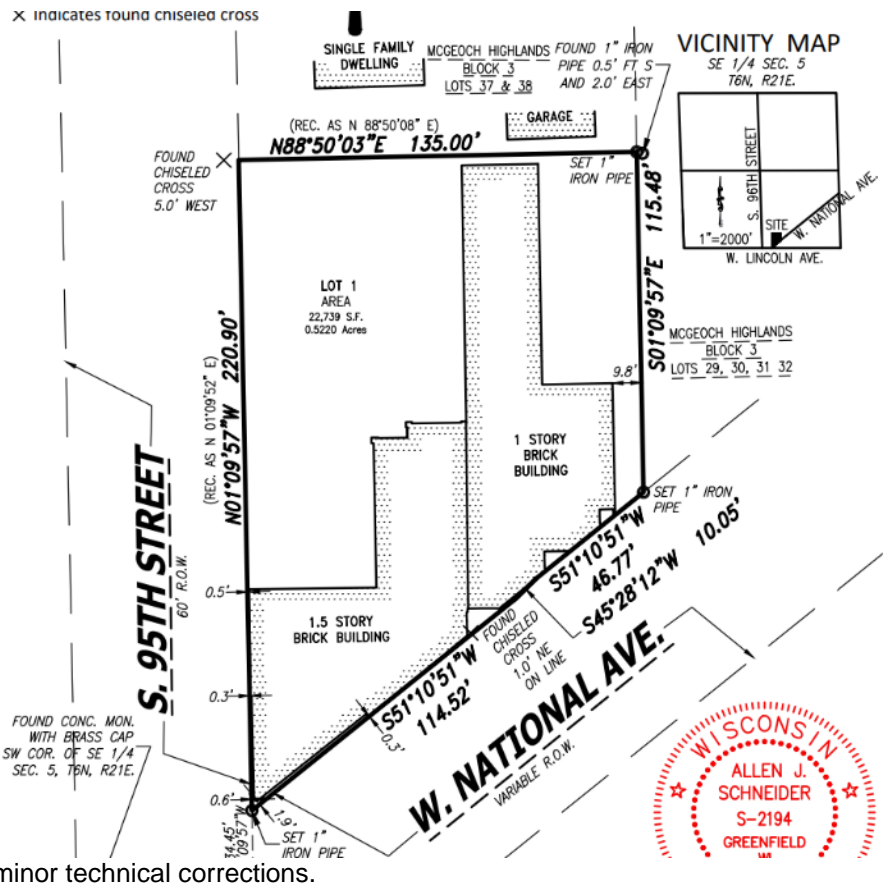 X Indicates found chiseled cross
SINGLE FAMILY
DWELLING
MCGEOCH HIGHLANDS
BLOCK 3
LOTS 37 & 38
FOUND 1" IRON
PIPE 0.5' FT S
AND 2.0' EAST
VICINITY MAP
SE 1/4 SEC. 5
T6N, R21E.
GARAGE
(REC. AS N 88°50'08" E)
N88°50'03"E 135.00'
FOUND
CHISELED
CROSS
5.0' WEST
SET 1"
IRON PIPE
S. 96TH STREET
W. NATIONAL AVE.
SITE
1"=2000'
W. LINCOLN AVE.
S01°09'57"E 115.48'
LOT 1
AREA
22,739 S.F.
0.5220 Acres
MCGEOCH HIGHLANDS
BLOCK 3
LOTS 29, 30, 31 32
9.8'
(REC. AS N 01°09'52" E)
N01°09'57"W 220.90'
1 STORY
BRICK
BUILDING
SET 1" IRON
PIPE
S. 95TH STREET
60' R.O.W.
S51°10'51"W
46.77'
S45°28'12"W 10.05'
0.5'
1.5 STORY
BRICK BUILDING
FOUND
CHISELED
CROSS
1.0' NE
ON LINE
S51°10'51"W
114.52'
0.3'
0.3'
W. NATIONAL AVE.
VARIABLE R.O.W.
FOUND CONC. MON.
WITH BRASS CAP
SW COR. OF SE 1/4
SEC. 5, T6N, R21E.
0.6'
1.9'
SET 1"
IRON PIPE
34.45'
09'57"W
WISCONSIN
ALLEN J.
SCHNEIDER
S-2194
GREENFIELD
minor technical corrections.